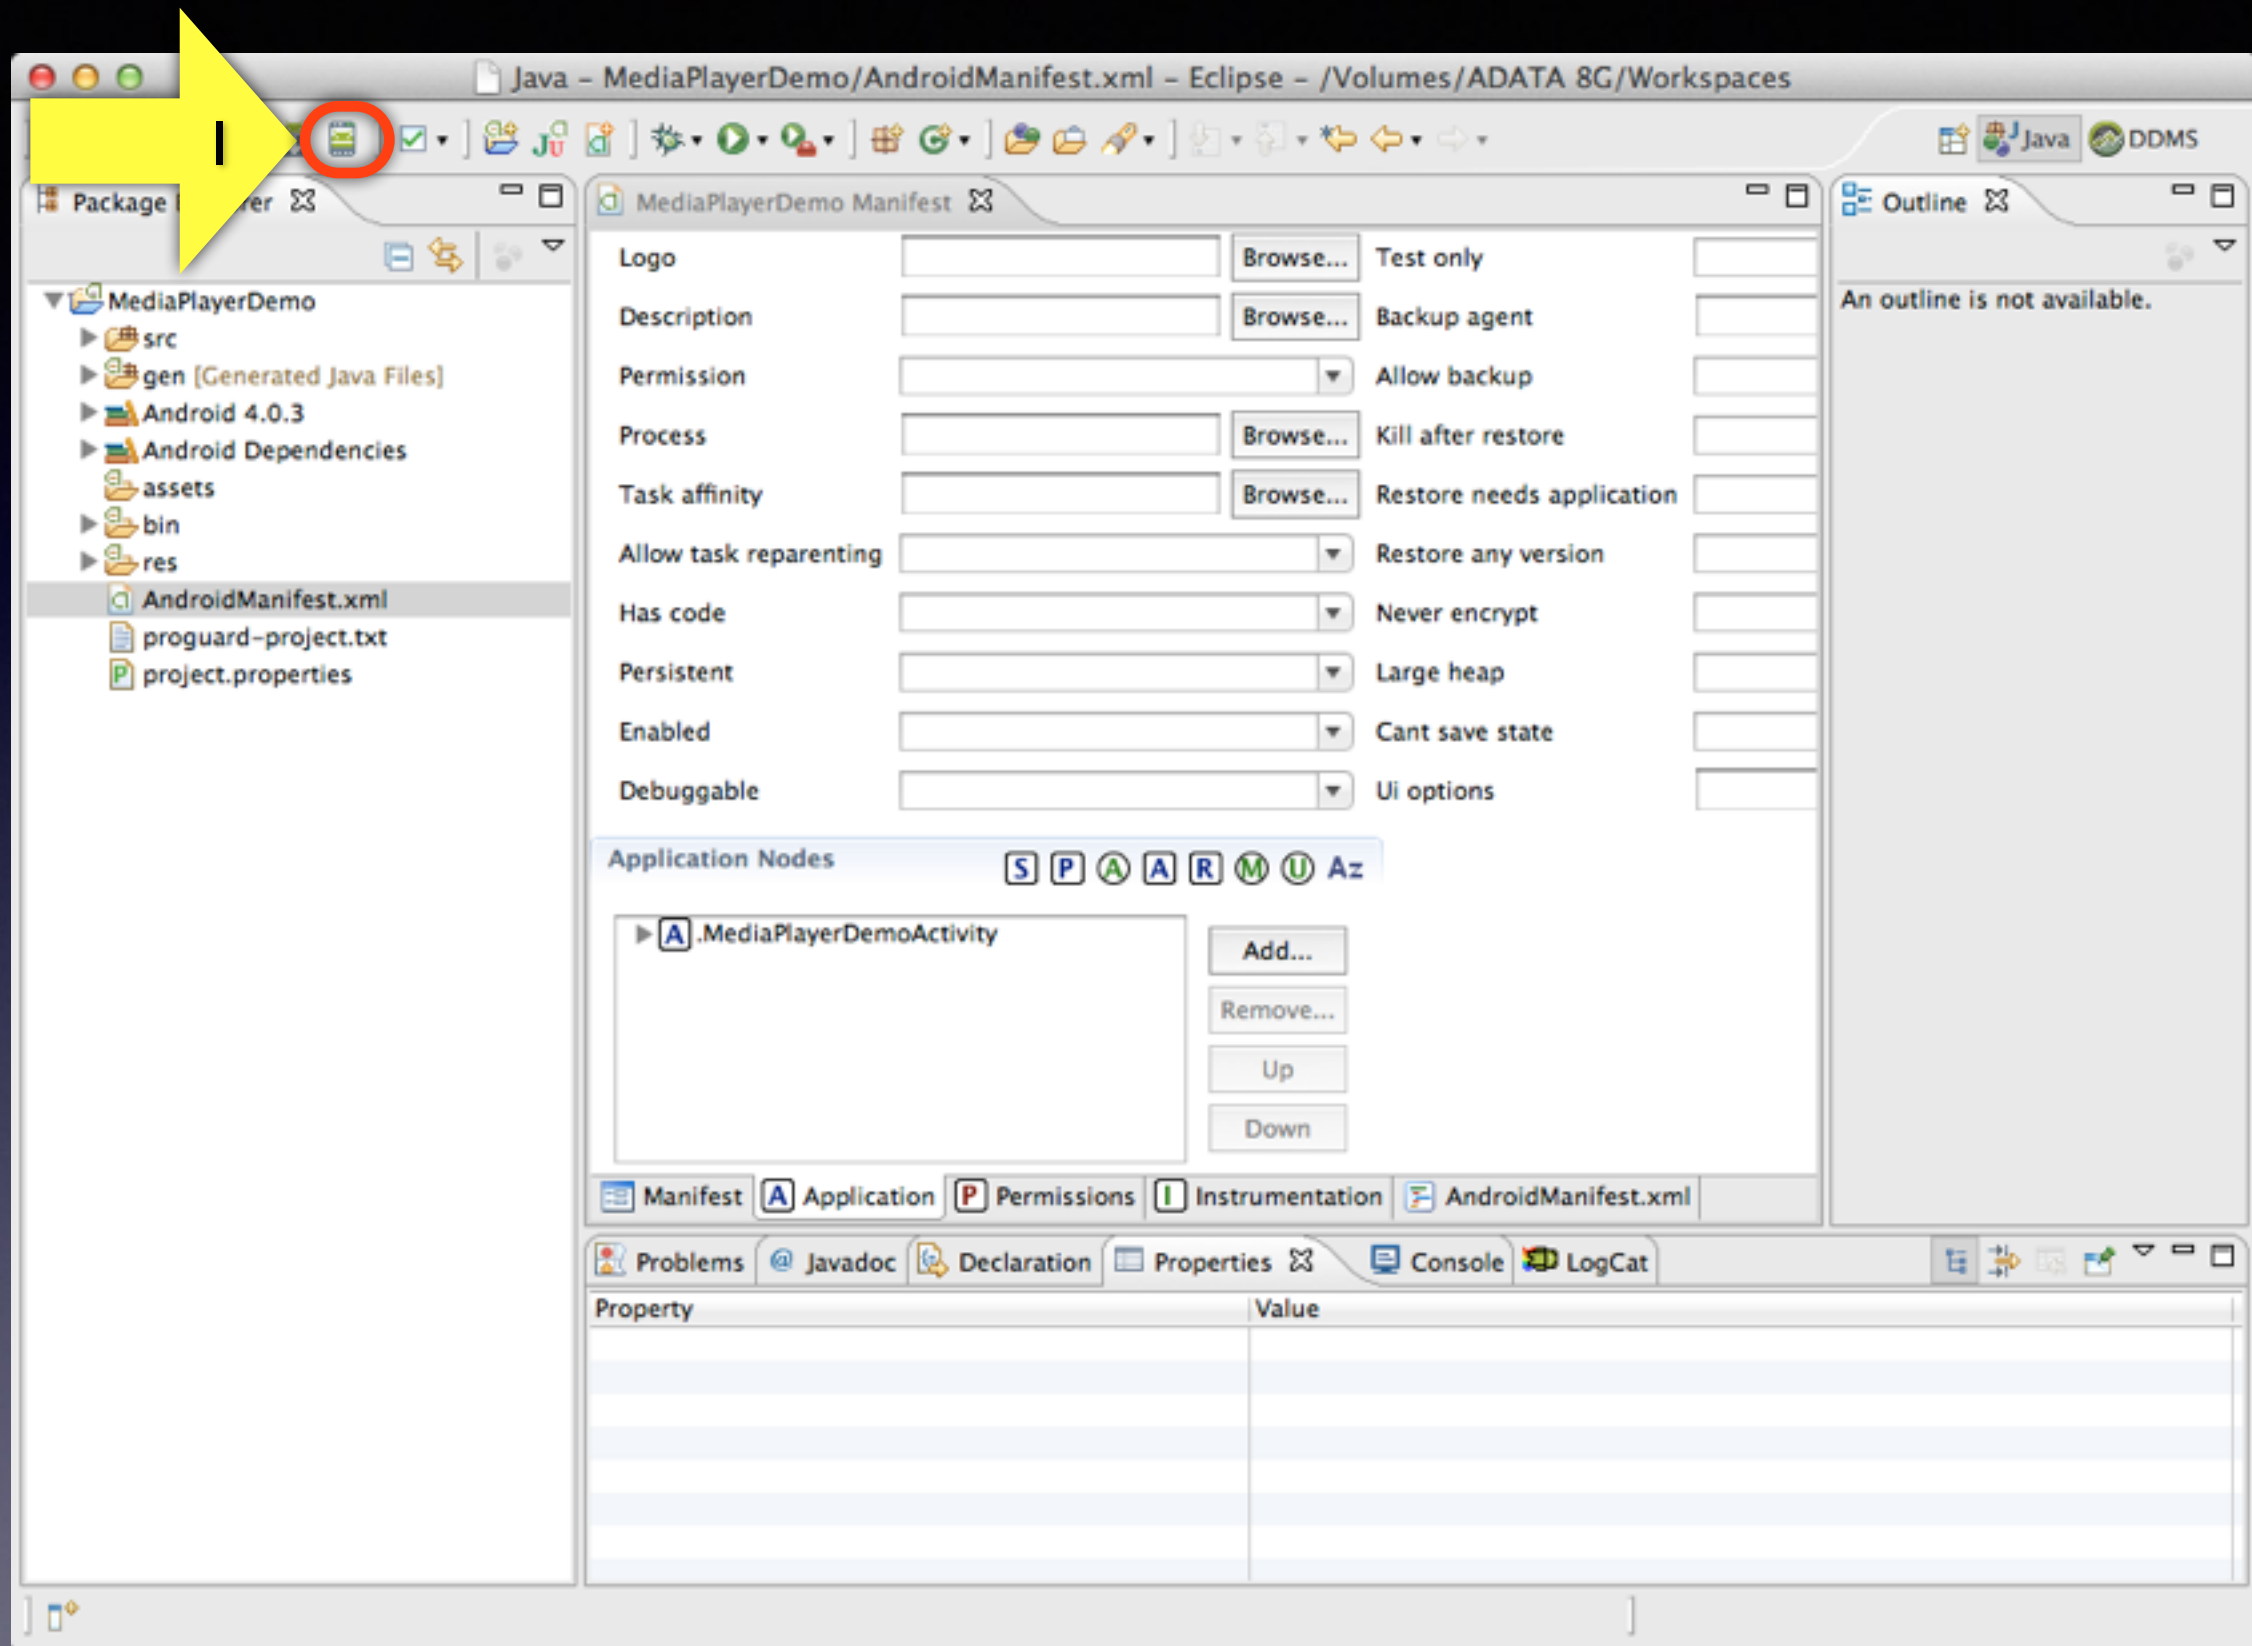 Java – MediaPlayerDemo/AndroidManifest.xml – Eclipse – /Volumes/ADATA 8G/Workspaces
1
Java DDMS
Package
MediaPlayerDemo Manifest
Outline
MediaPlayerDemo
src
gen [Generated Java Files]
Android 4.0.3
Android Dependencies
assets
bin
res
AndroidManifest.xml
proguard-project.txt
project.properties
Logo Browse... Test only
Description Browse... Backup agent
Permission Allow backup
Process Browse... Kill after restore
Task affinity Browse... Restore needs application
Allow task reparenting Restore any version
Has code Never encrypt
Persistent Large heap
Enabled Cant save state
Debuggable Ui options
Application Nodes S P A A R M U Az
A .MediaPlayerDemoActivity
Add...
Remove...
Up
Down
Manifest A Application P Permissions I Instrumentation AndroidManifest.xml
An outline is not available.
Problems @ Javadoc Declaration Properties Console LogCat
Property Value